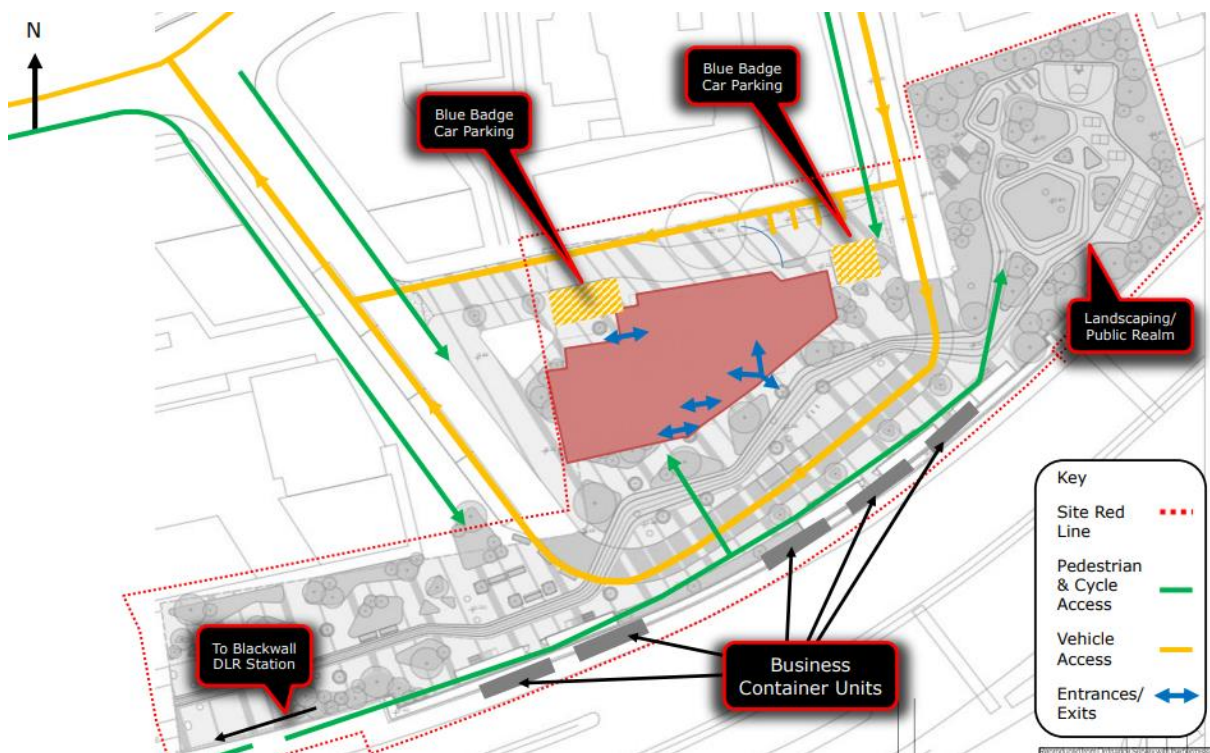 N
Blue Badge
Car Parking
Blue Badge
Car Parking
Landscaping/
Public Realm
To Blackwall
DLR Station
Business
Container Units
Key
Site Red
Line
Pedestrian
& Cycle
Access
Vehicle
Access
Entrances/
Exits